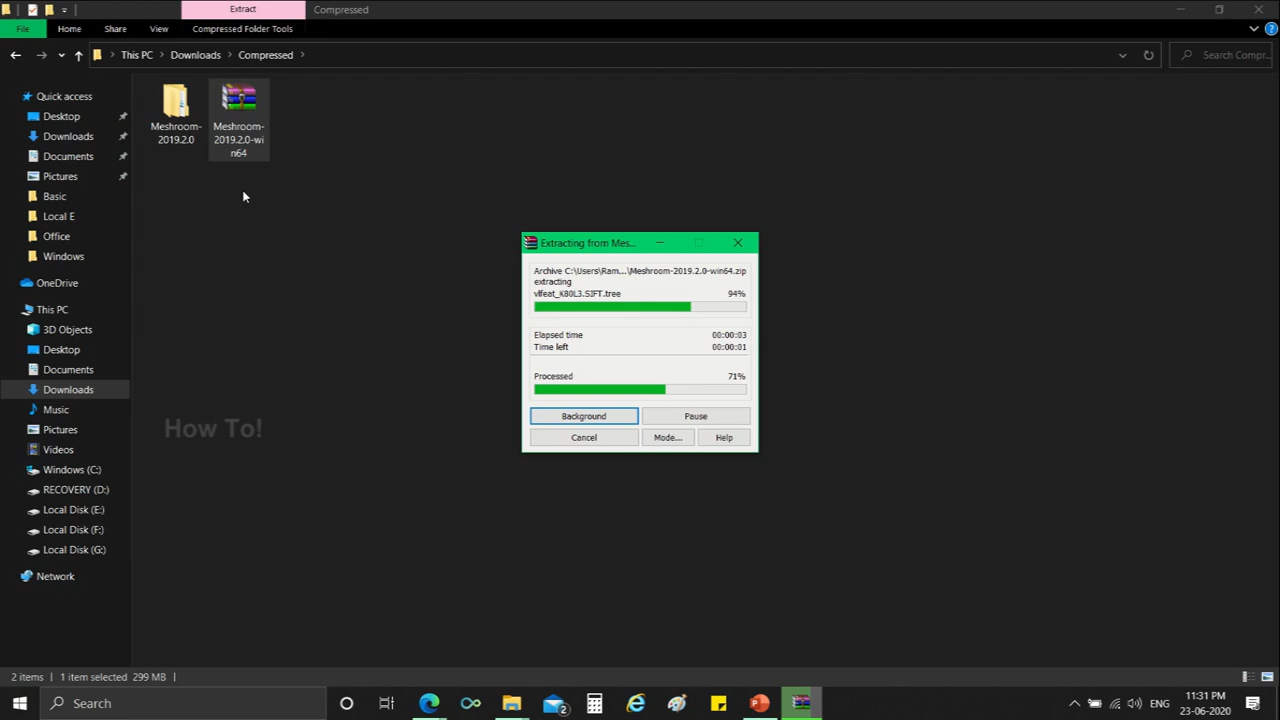 Extract
Compressed
File
Home
Share
View
Compressed Folder Tools
This PC
Downloads
Compressed
Search Compr...
Quick access
Desktop
Downloads
Documents
Pictures
Basic
Local E
Office
Windows
OneDrive
This PC
3D Objects
Desktop
Documents
Downloads
Music
Pictures
Videos
Windows (C:)
RECOVERY (D:)
Local Disk (E:)
Local Disk (F:)
Local Disk (G:)
Network
Meshroom-
2019.2.0
Meshroom-
2019.2.0-wi
n64
How To!
Extracting from Mes...
Archive C:\Users\Ram...\Meshroom-2019.2.0-win64.zip
extracting
vlfeat_K80L3.SIFT.tree 94%
Elapsed time 00:00:03
Time left 00:00:01
Processed 71%
Background
Pause
Cancel
Mode...
Help
2 items
1 item selected 299 MB
Search
2
ENG
11:31 PM
23-06-2020